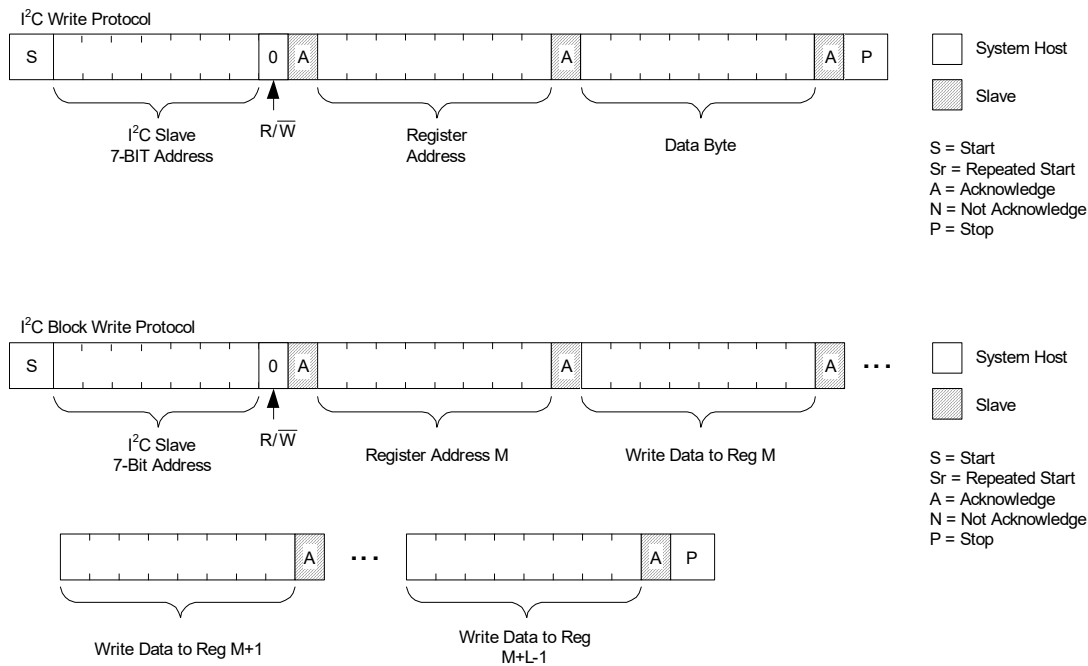 I²C Write Protocol
S 0 A A A P
I²C Slave
7-BIT Address
R/W̅
Register
Address
Data Byte
System Host
Slave
S = Start
Sr = Repeated Start
A = Acknowledge
N = Not Acknowledge
P = Stop
I²C Block Write Protocol
S 0 A A A ...
I²C Slave
7-Bit Address
R/W̅
Register Address M
Write Data to Reg M
System Host
Slave
S = Start
Sr = Repeated Start
A = Acknowledge
N = Not Acknowledge
P = Stop
A ... A P
Write Data to Reg M+1
Write Data to Reg
M+L-1